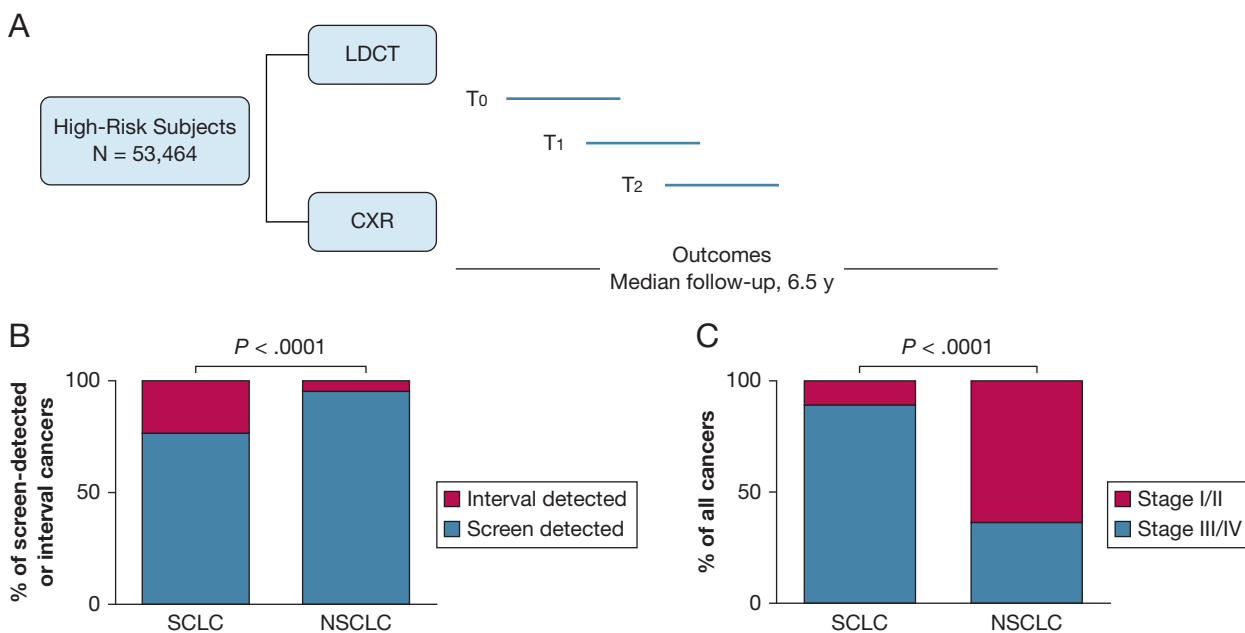 A
LDCT
High-Risk Subjects
N = 53,464
CXR
T0
T1
T2
Outcomes
Median follow-up, 6.5 y
B
P < .0001
% of screen-detected
or interval cancers
100
50
0
SCLC
NSCLC
Interval detected
Screen detected
C
P < .0001
% of all cancers
100
50
0
SCLC
NSCLC
Stage I/II
Stage III/IV